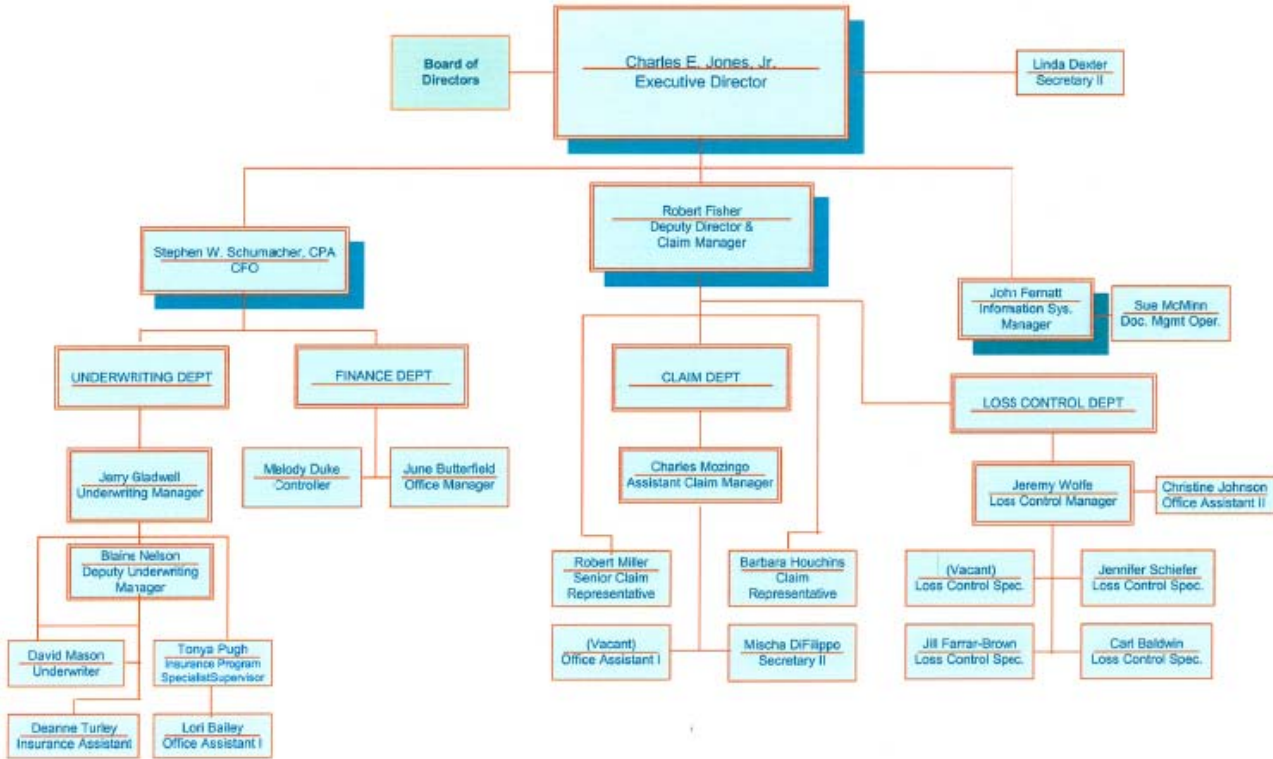 Board of
Directors
Charles E. Jones, Jr.
Executive Director
Linda Dexter
Secretary II
Stephen W. Schumacher, CPA
CFO
Robert Fisher
Deputy Director &
Claim Manager
John Fernatt
Information Sys.
Manager
Sue McMinn
Doc. Mgmt Oper.
UNDERWRITING DEPT
FINANCE DEPT
CLAIM DEPT
LOSS CONTROL DEPT
Jerry Gladwell
Underwriting Manager
Melody Duke
Controller
June Butterfield
Office Manager
Charles Mozingo
Assistant Claim Manager
Jeremy Wolfe
Loss Control Manager
Christine Johnson
Office Assistant II
Blaine Nelson
Deputy Underwriting
Manager
Robert Miller
Senior Claim
Representative
Barbara Houchins
Claim
Representative
(Vacant)
Loss Control Spec.
Jennifer Schiefer
Loss Control Spec.
David Mason
Underwriter
Tonya Pugh
Insurance Program
SpecialistSupervisor
(Vacant)
Office Assistant I
Mischa DiFilippo
Secretary II
Jill Farrar-Brown
Loss Control Spec.
Carl Baldwin
Loss Control Spec.
Deanne Turley
Insurance Assistant
Lori Bailey
Office Assistant I